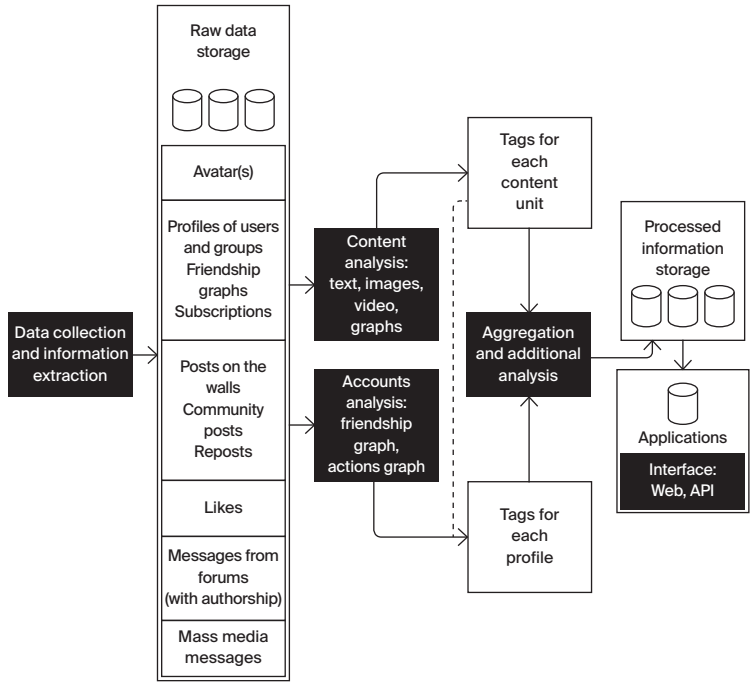 Raw data
storage
Avatar(s)
Profiles of users
and groups
Friendship
graphs
Subscriptions
Posts on the
walls
Community
posts
Reposts
Likes
Messages from
forums
(with authorship)
Mass media
messages
Data collection
and information
extraction
Content
analysis:
text, images,
video,
graphs
Accounts
analysis:
friendship
graph,
actions graph
Tags for
each
content
unit
Aggregation
and additional
analysis
Tags for
each
profile
Processed
information
storage
Applications
Interface:
Web, API